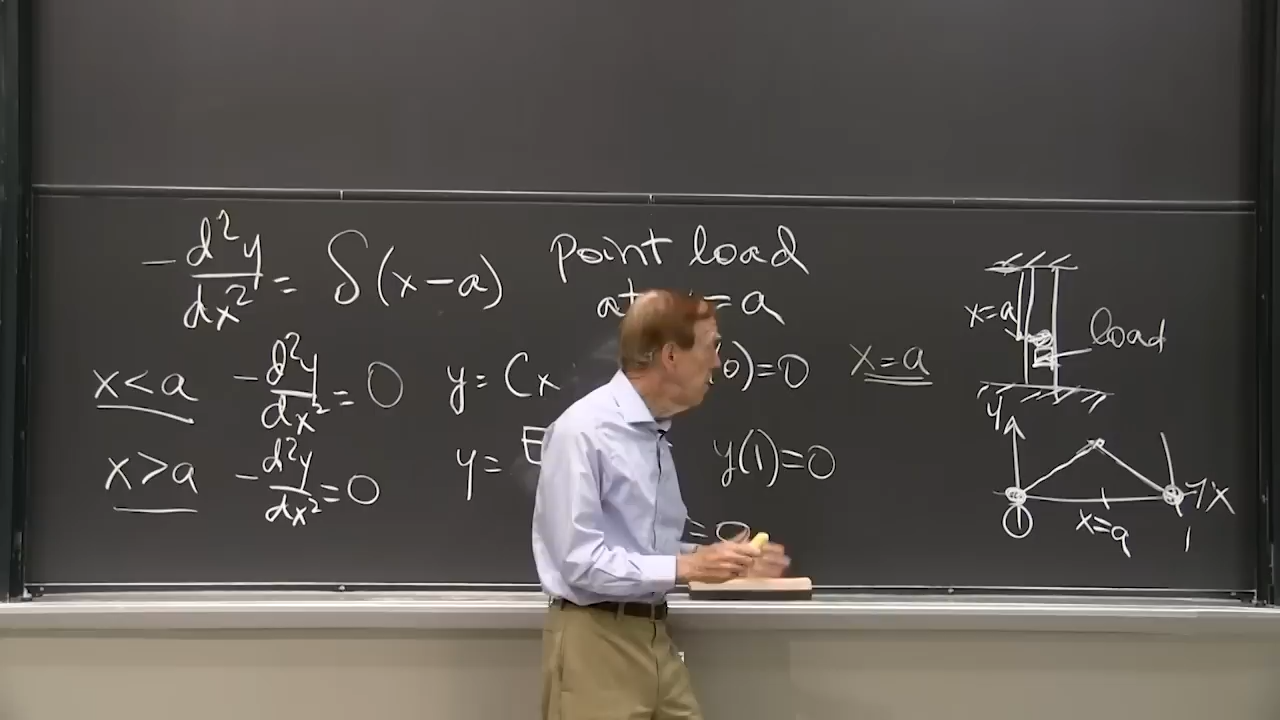 -d²y/dx² = δ(x-a) point load
at = a
x<a -d²y/dx² = 0 y = Cx 0)=0 x=a
x>a -d²y/dx² = 0 y = E y(1)=0
= 0
x=a
load
y
0 x=a 1 x